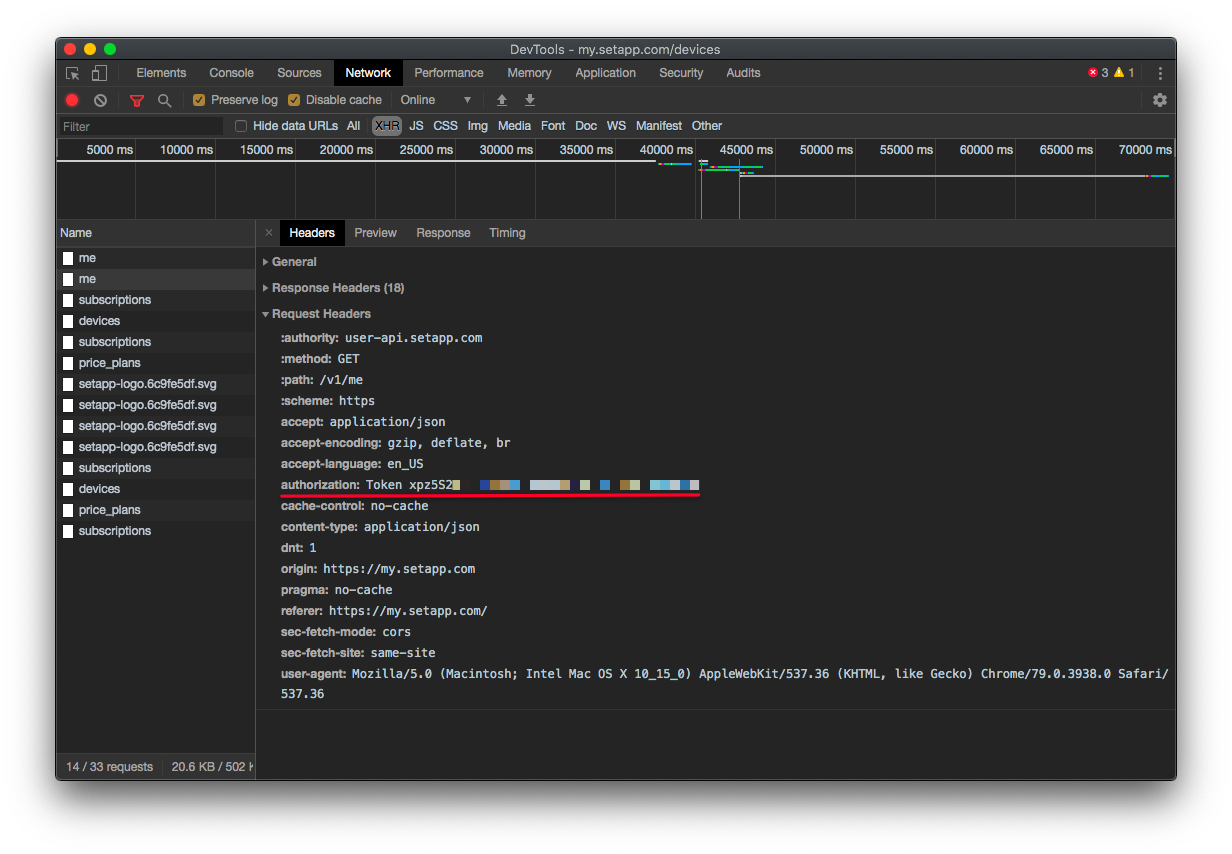 DevTools - my.setapp.com/devices
Elements Console Sources Network Performance Memory Application Security Audits 3 1
Preserve log Disable cache Online
Filter Hide data URLs All XHR JS CSS Img Media Font Doc WS Manifest Other
5000 ms 10000 ms 15000 ms 20000 ms 25000 ms 30000 ms 35000 ms 40000 ms 45000 ms 50000 ms 55000 ms 60000 ms 65000 ms 70000 ms
Name
me
me
subscriptions
devices
subscriptions
price_plans
setapp-logo.6c9fe5df.svg
setapp-logo.6c9fe5df.svg
setapp-logo.6c9fe5df.svg
setapp-logo.6c9fe5df.svg
subscriptions
devices
price_plans
subscriptions
14 / 33 requests 20.6 KB / 502
Headers Preview Response Timing
General
Response Headers (18)
Request Headers
:authority: user-api.setapp.com
:method: GET
:path: /v1/me
:scheme: https
accept: application/json
accept-encoding: gzip, deflate, br
accept-language: en_US
authorization: Token xpz5S2
cache-control: no-cache
content-type: application/json
dnt: 1
origin: https://my.setapp.com
pragma: no-cache
referer: https://my.setapp.com/
sec-fetch-mode: cors
sec-fetch-site: same-site
user-agent: Mozilla/5.0 (Macintosh; Intel Mac OS X 10_15_0) AppleWebKit/537.36 (KHTML, like Gecko) Chrome/79.0.3938.0 Safari/
537.36